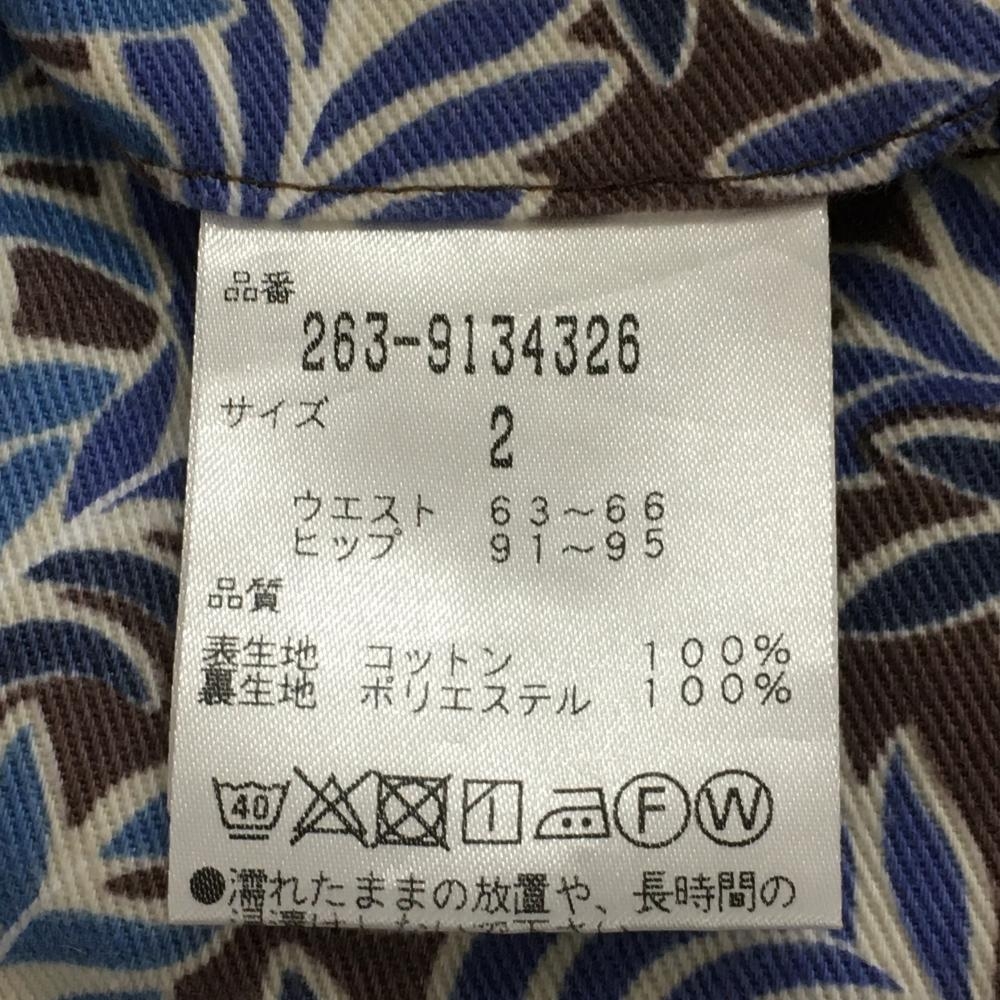 品番
263-9134326
サイズ 2
ウエスト 63～66
ヒップ 91～95
品質
表生地 コットン 100%
裏生地 ポリエステル 100%
40 F W
●濡れたままの放置や、長時間の